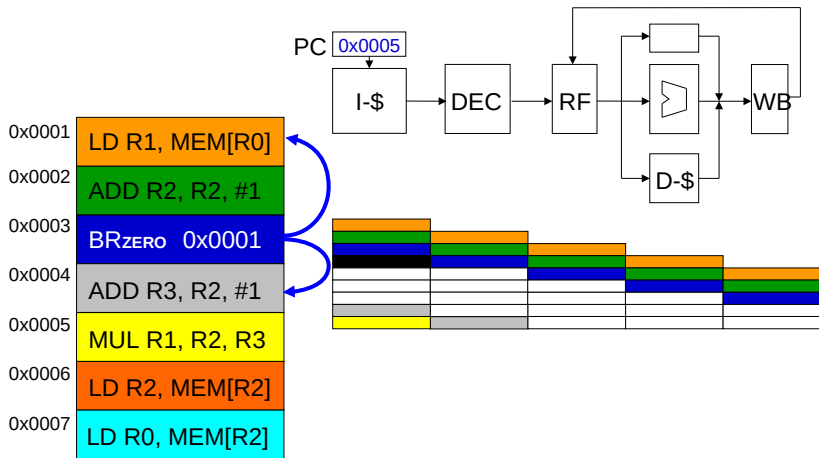 PC 0x0005
I-$ DEC RF D-$ WB
0x0001 LD R1, MEM[R0]
0x0002 ADD R2, R2, #1
0x0003 BRZERO 0x0001
0x0004 ADD R3, R2, #1
0x0005 MUL R1, R2, R3
0x0006 LD R2, MEM[R2]
0x0007 LD R0, MEM[R2]